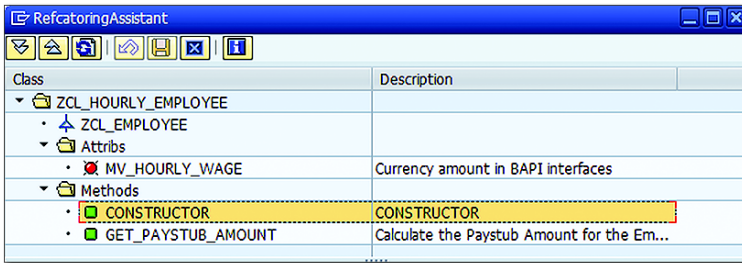 RefcatoringAssistant
Class Description
ZCL_HOURLY_EMPLOYEE
ZCL_EMPLOYEE
Attribs
MV_HOURLY_WAGE Currency amount in BAPI interfaces
Methods
CONSTRUCTOR CONSTRUCTOR
GET_PAYSTUB_AMOUNT Calculate the Paystub Amount for the Em...